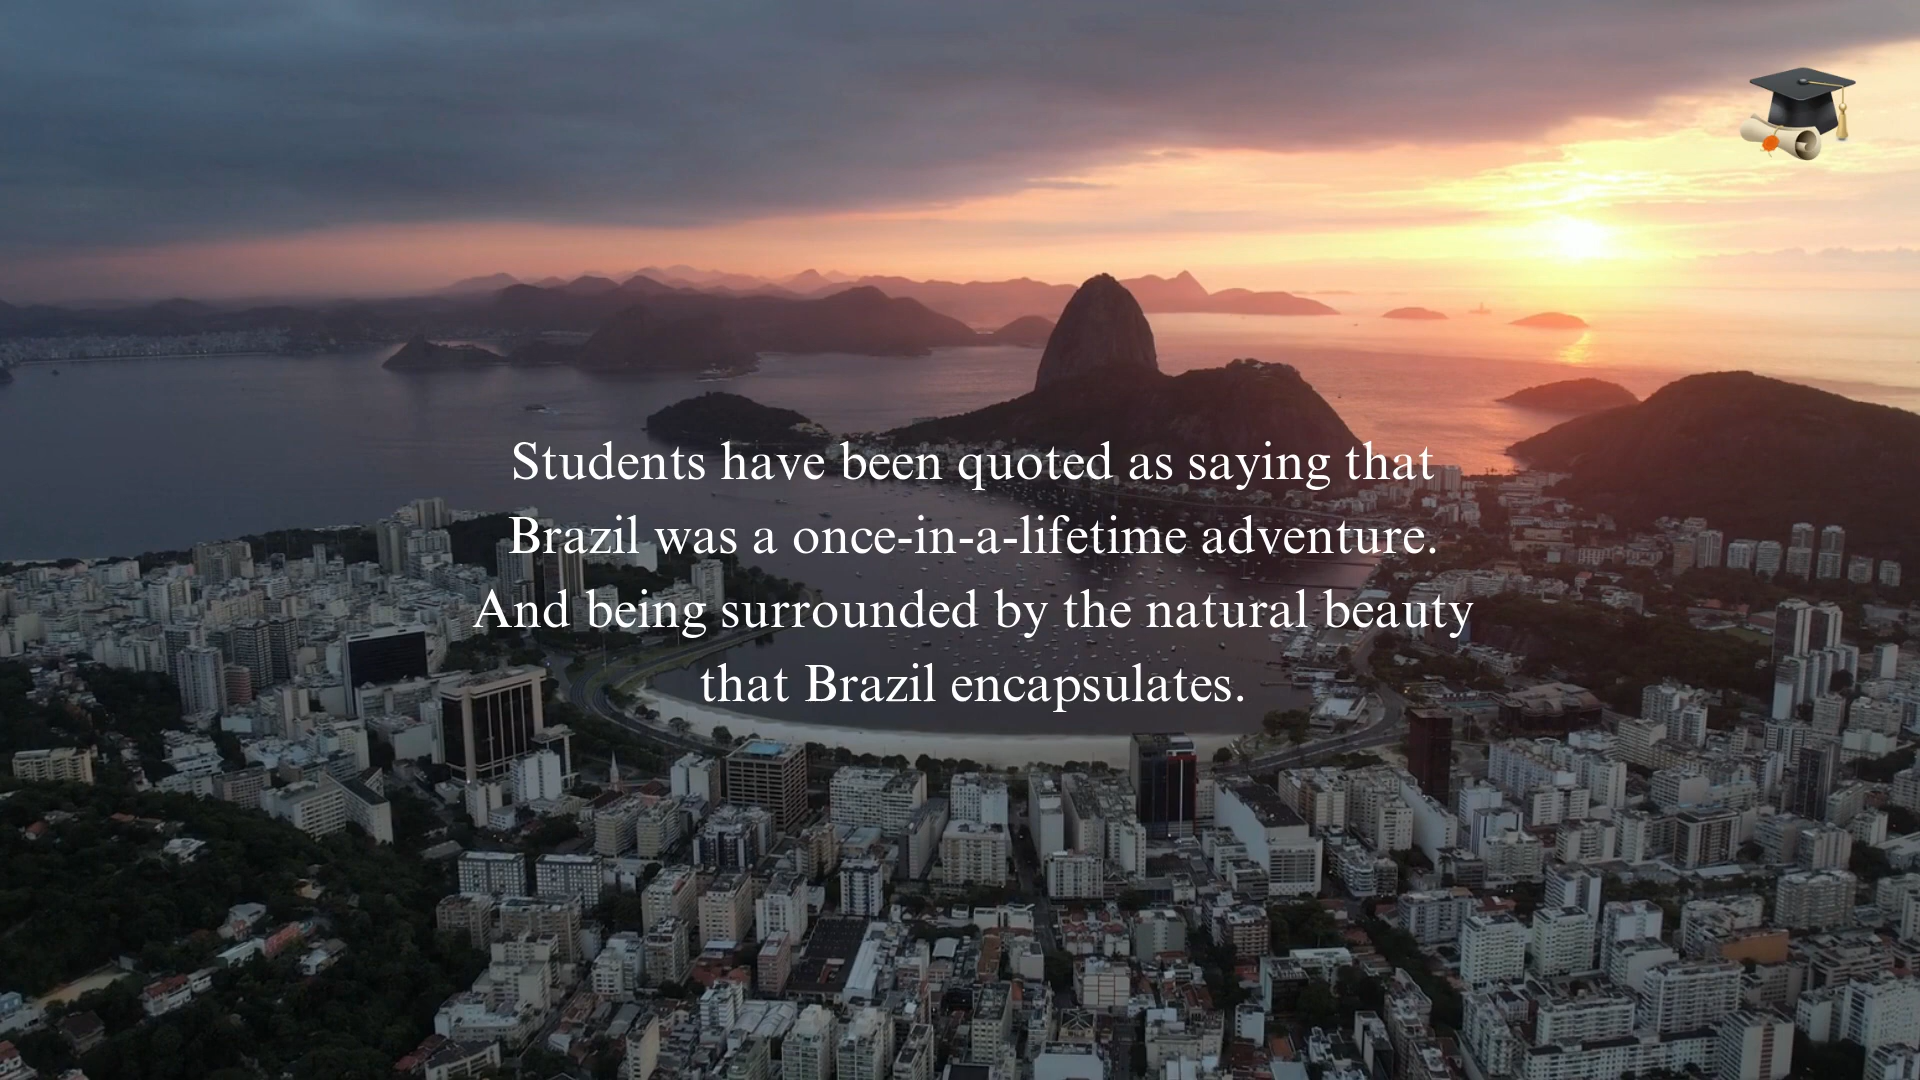 Students have been quoted as saying that
Brazil was a once-in-a-lifetime adventure.
And being surrounded by the natural beauty
that Brazil encapsulates.